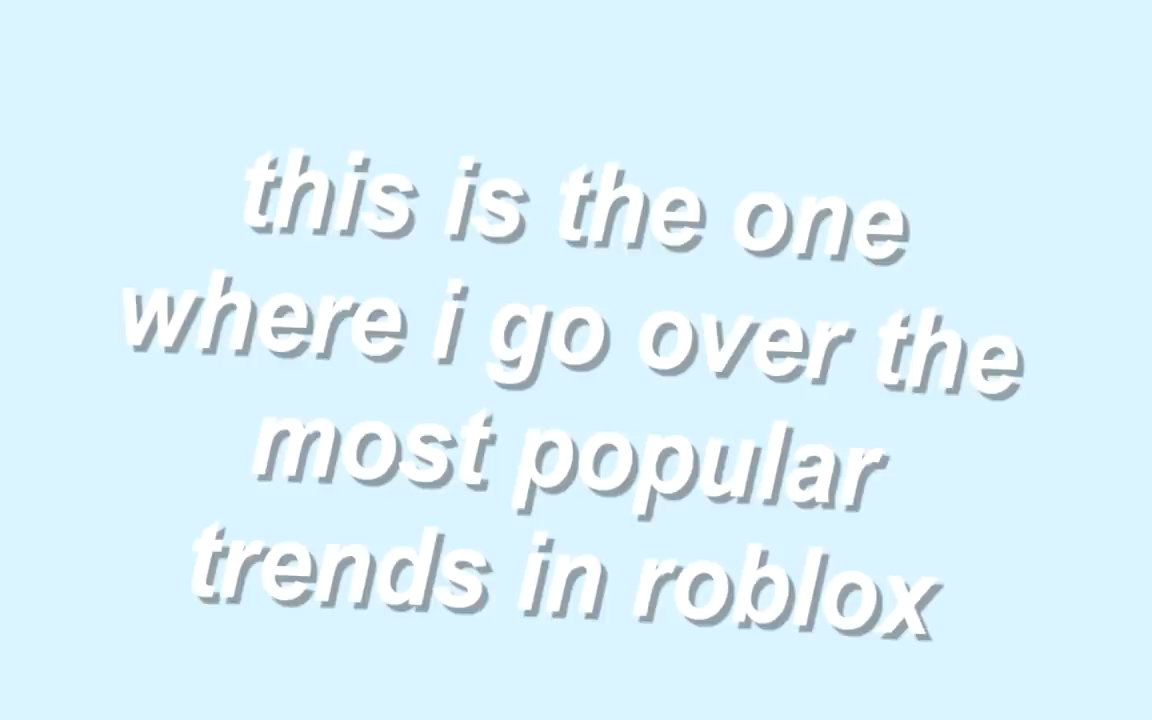 this is the one
where i go over the
most popular
trends in roblox